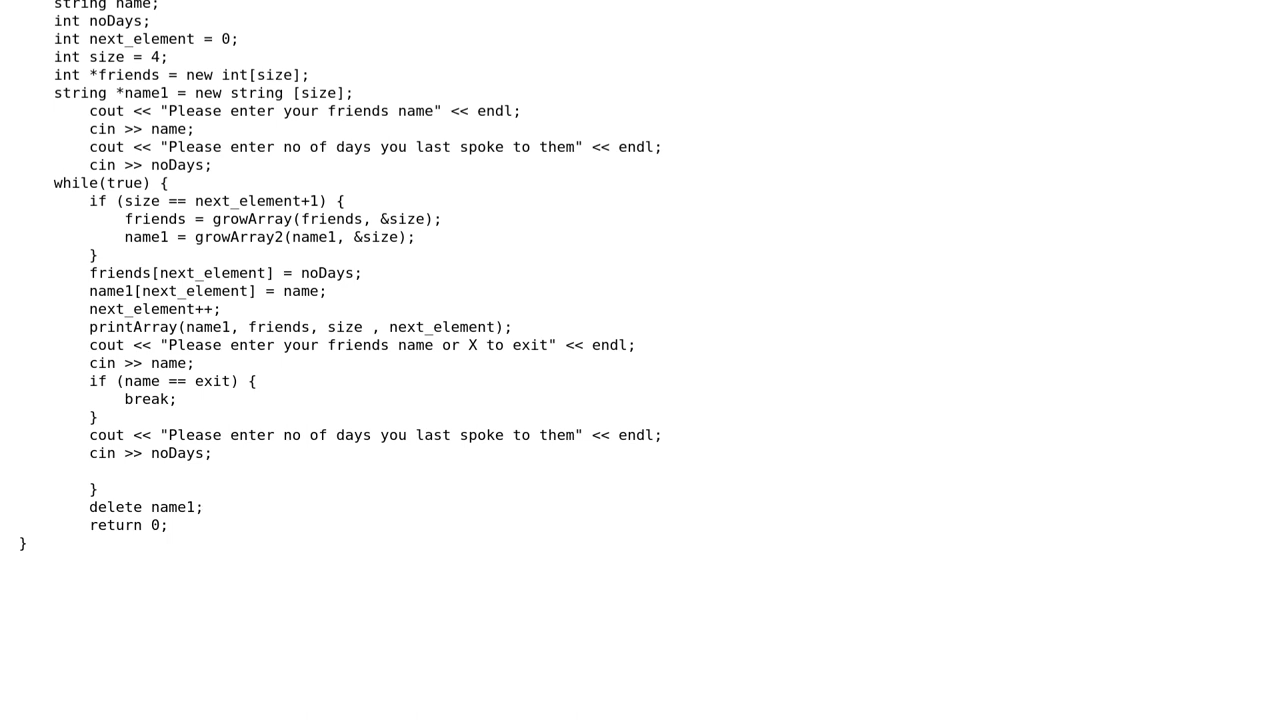 string name;
int noDays;
int next_element = 0;
int size = 4;
int *friends = new int[size];
string *name1 = new string [size];
cout << "Please enter your friends name" << endl;
cin >> name;
cout << "Please enter no of days you last spoke to them" << endl;
cin >> noDays;
while(true) {
if (size == next_element+1) {
friends = growArray(friends, &size);
name1 = growArray2(name1, &size);
}
friends[next_element] = noDays;
name1[next_element] = name;
next_element++;
printArray(name1, friends, size , next_element);
cout << "Please enter your friends name or X to exit" << endl;
cin >> name;
if (name == exit) {
break;
}
cout << "Please enter no of days you last spoke to them" << endl;
cin >> noDays;
}
delete name1;
return 0;
}